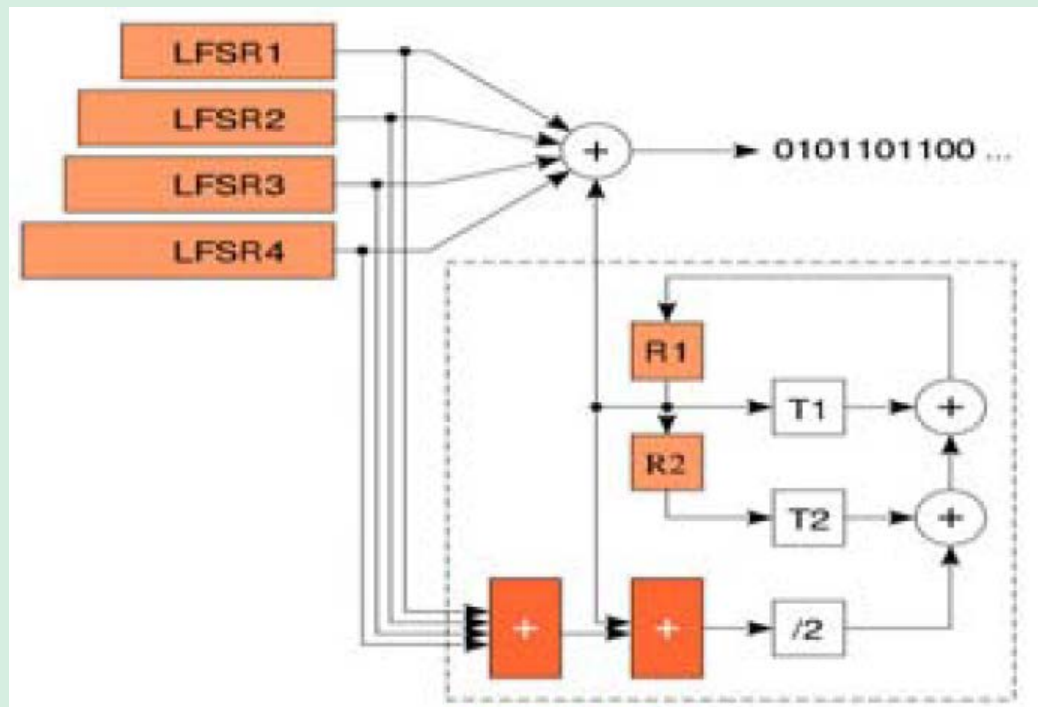 LFSR1
LFSR2
+
0101101100 ...
LFSR3
LFSR4
R1
T1
+
R2
T2
+
+
+
/2